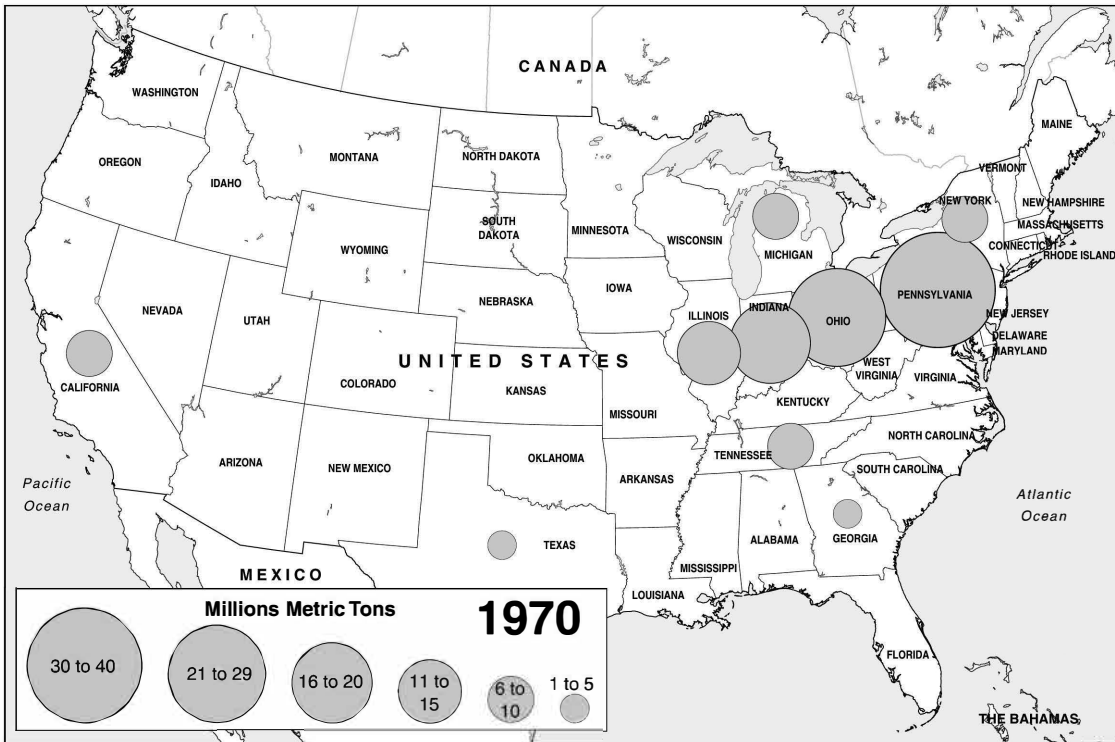 CANADA
WASHINGTON
MAINE
OREGON
MONTANA
NORTH DAKOTA
VERMONT
IDAHO
NEW YORK
NEW HAMPSHIRE
SOUTH
DAKOTA
MINNESOTA
WISCONSIN
MASSACHUSETTS
WYOMING
MICHIGAN
CONNECTICUT
RHODE ISLAND
IOWA
PENNSYLVANIA
NEBRASKA
NEVADA
UTAH
ILLINOIS
INDIANA
OHIO
NEW JERSEY
DELAWARE
MARYLAND
UNITED STATES
WEST
VIRGINIA
VIRGINIA
CALIFORNIA
COLORADO
KANSAS
KENTUCKY
MISSOURI
NORTH CAROLINA
TENNESSEE
OKLAHOMA
ARIZONA
NEW MEXICO
SOUTH CAROLINA
ARKANSAS
Pacific
Ocean
Atlantic
Ocean
TEXAS
ALABAMA
GEORGIA
MEXICO
MISSISSIPPI
LOUISIANA
Millions Metric Tons
1970
30 to 40
21 to 29
16 to 20
11 to
15
6 to
10
1 to 5
FLORIDA
THE BAHAMAS